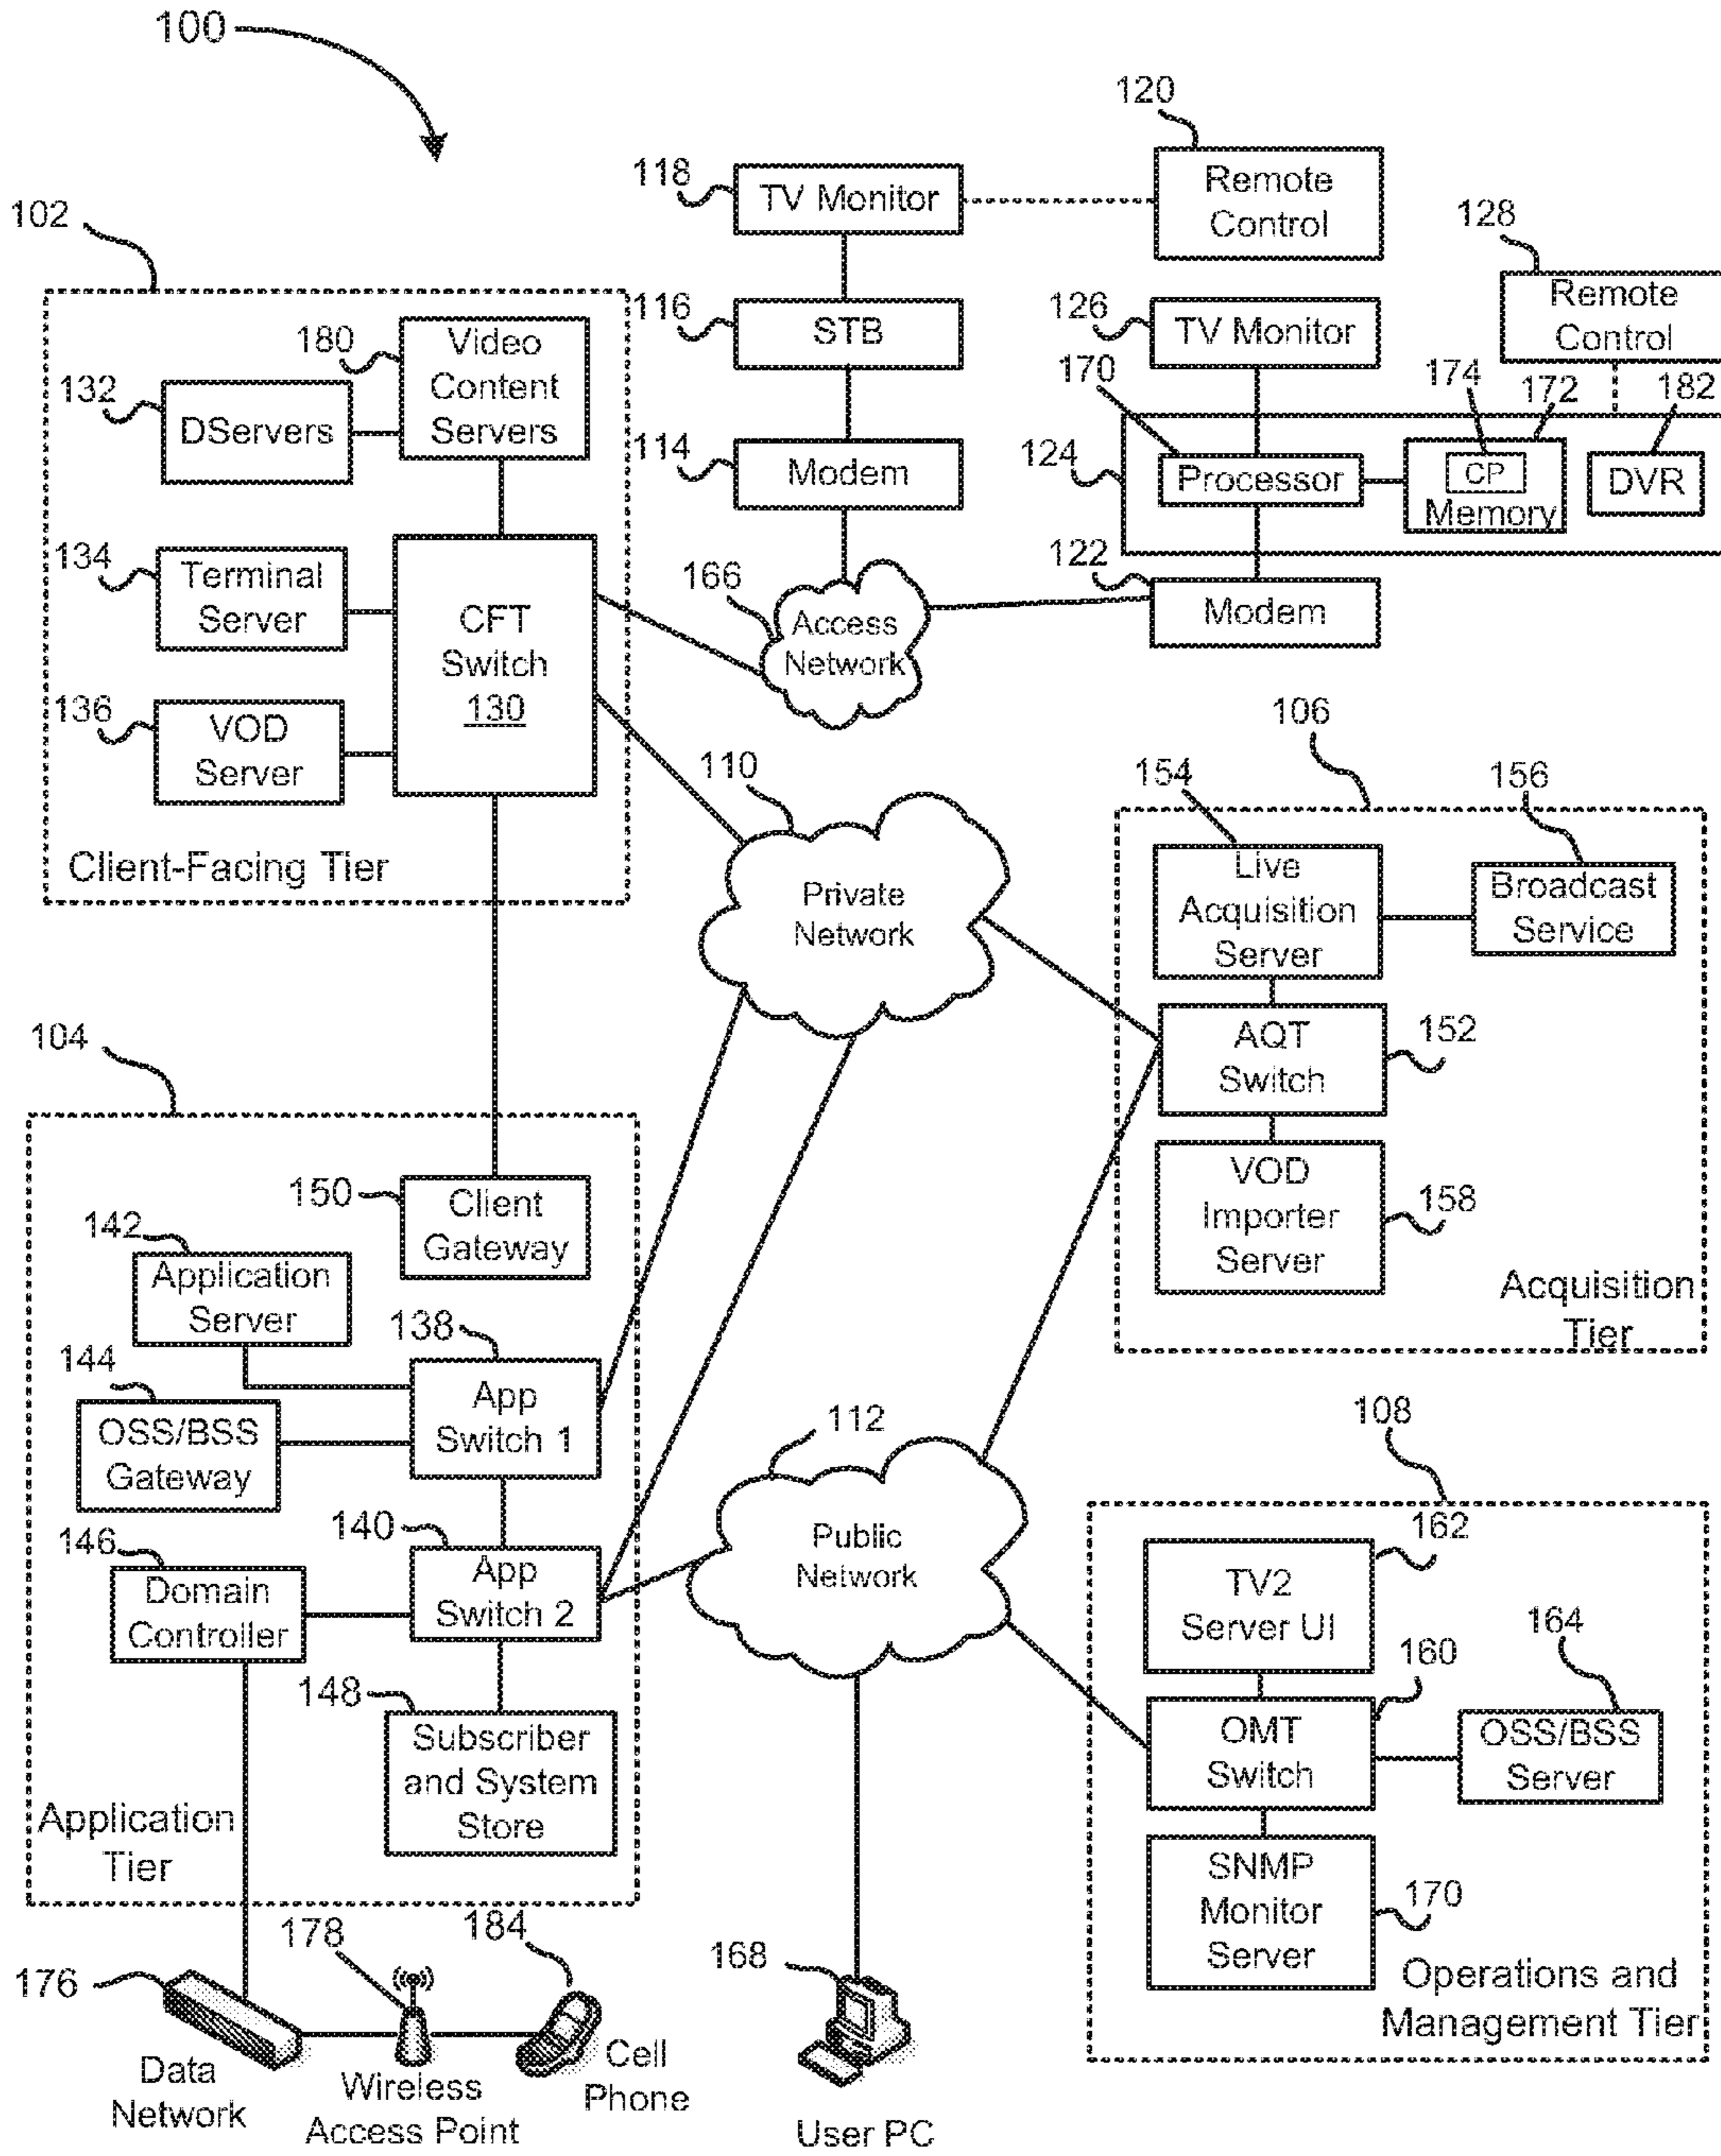 100
120
118
TV Monitor
Remote
Control
102
128
116
STB
126
TV Monitor
Remote
Control
180
Video
Content
Servers
132
DServers
170
174
172
182
114
Modem
124
Processor
CP
Memory
DVR
134
Terminal
Server
CFT
Switch
130
166
Access
Network
122
Modem
136
VOD
Server
110
106
154
156
Client-Facing Tier
Private
Network
Live
Acquisition
Server
Broadcast
Service
104
AQT
Switch
152
150
Client
Gateway
VOD
Importer
Server
158
142
Application
Server
Acquisition
Tier
138
144
App
Switch 1
OSS/BSS
Gateway
112
108
146
140
Public
Network
162
Domain
Controller
App
Switch 2
TV2
Server UI
164
160
148
Subscriber
and System
Store
OMT
Switch
OSS/BSS
Server
Application
Tier
SNMP
Monitor
Server
170
178
184
168
176
Operations and
Management Tier
Data
Network
Wireless
Access Point
Cell
Phone
User PC